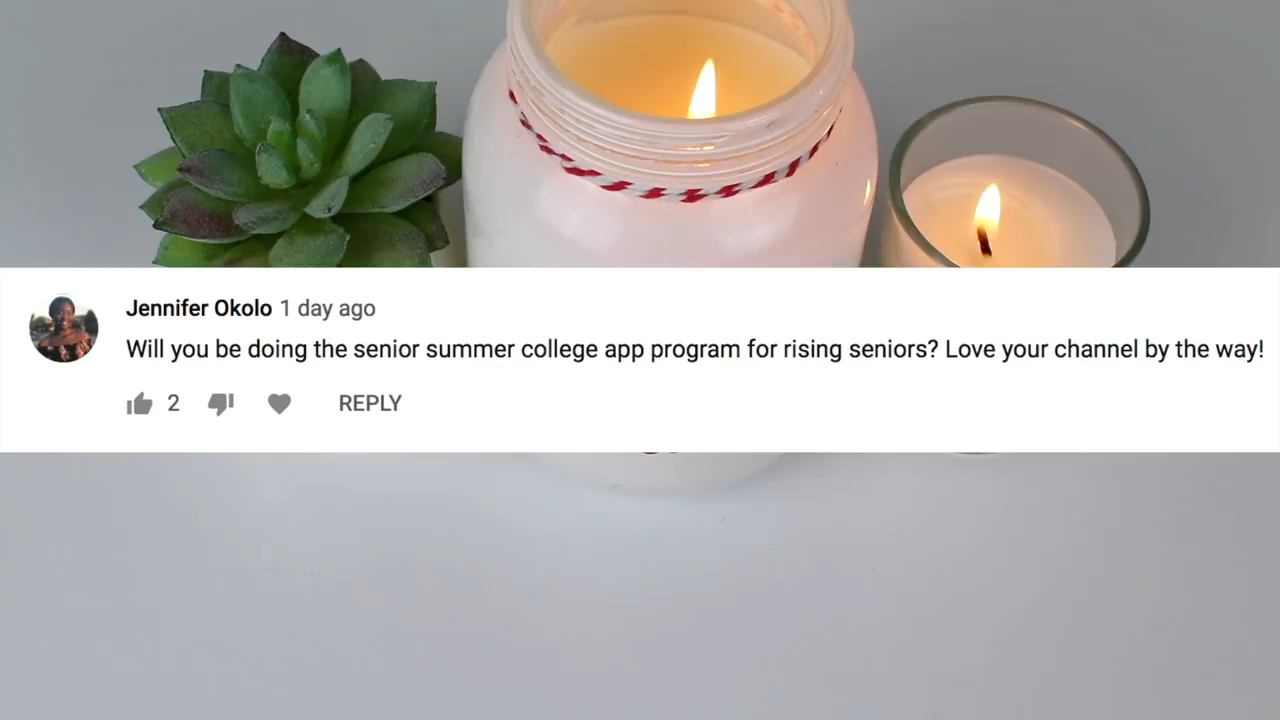 Jennifer Okolo 1 day ago
Will you be doing the senior summer college app program for rising seniors? Love your channel by the way!
2 REPLY